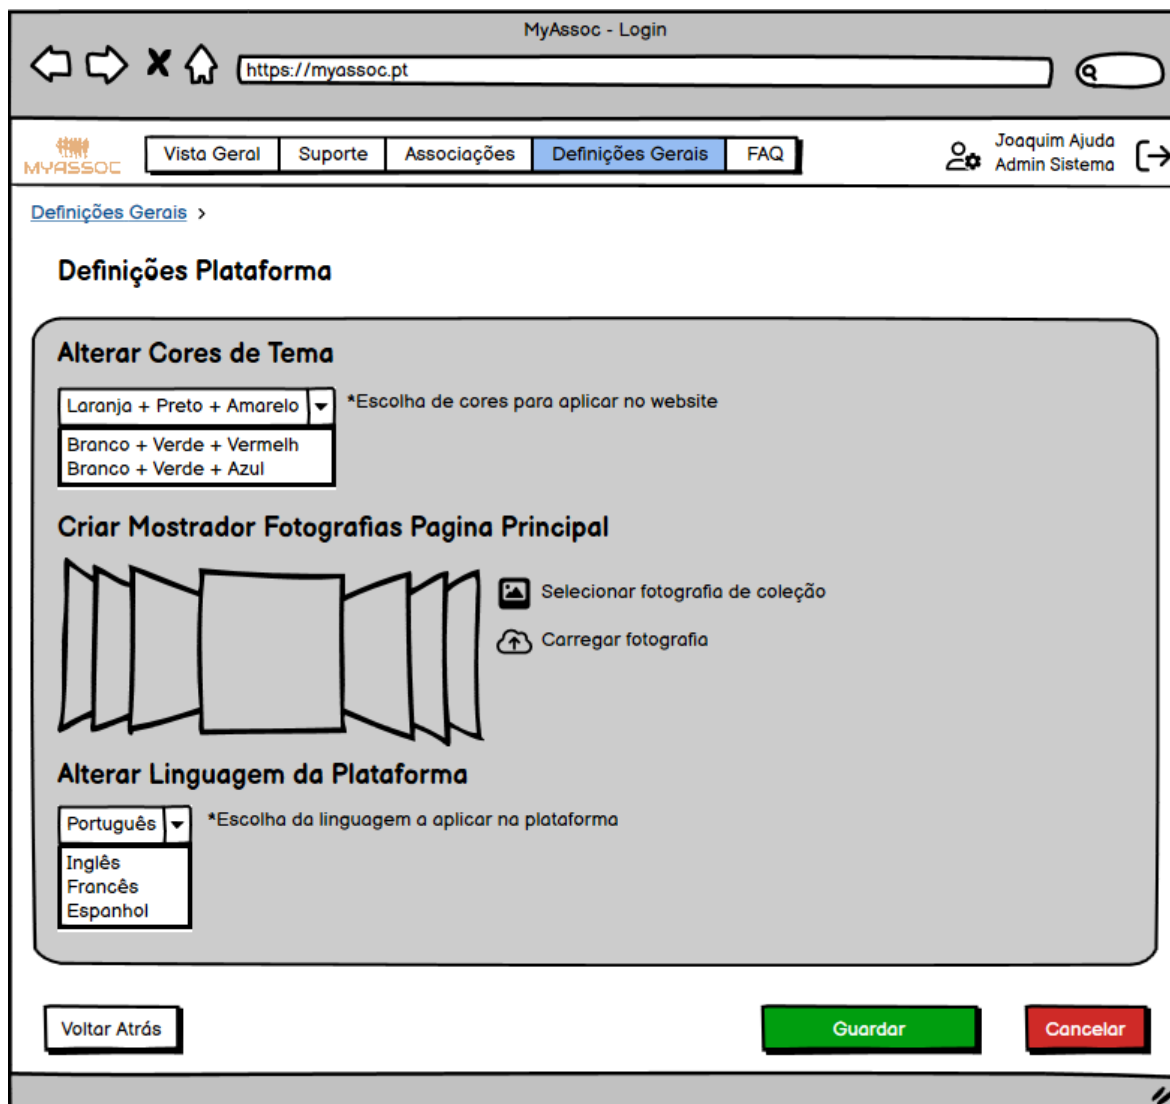 MyAssoc - Login
https://myassoc.pt
MYASSOC
Vista Geral
Suporte
Associações
Definições Gerais
FAQ
Joaquim Ajuda
Admin Sistema
Definições Gerais >
Definições Plataforma
Alterar Cores de Tema
Laranja + Preto + Amarelo
*Escolha de cores para aplicar no website
Branco + Verde + Vermelh
Branco + Verde + Azul
Criar Mostrador Fotografias Pagina Principal
Selecionar fotografia de coleção
Carregar fotografia
Alterar Linguagem da Plataforma
Português
*Escolha da linguagem a aplicar na plataforma
Inglês
Francês
Espanhol
Voltar Atrás
Guardar
Cancelar